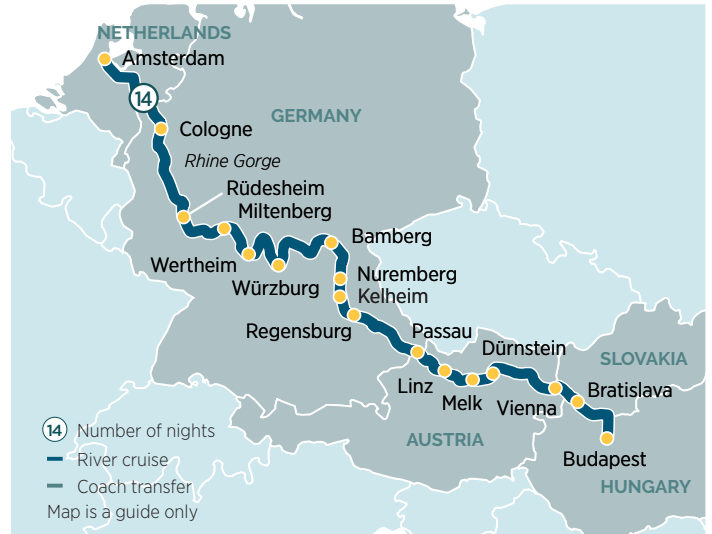 NETHERLANDS
Amsterdam
14
Cologne
GERMANY
Rhine Gorge
Rüdesheim
Miltenberg
Bamberg
Wertheim
Würzburg
Nuremberg
Kelheim
Regensburg
Passau
Dürnstein
SLOVAKIA
Linz
Melk
Vienna
Bratislava
AUSTRIA
Budapest
HUNGARY
14 Number of nights
River cruise
Coach transfer
Map is a guide only